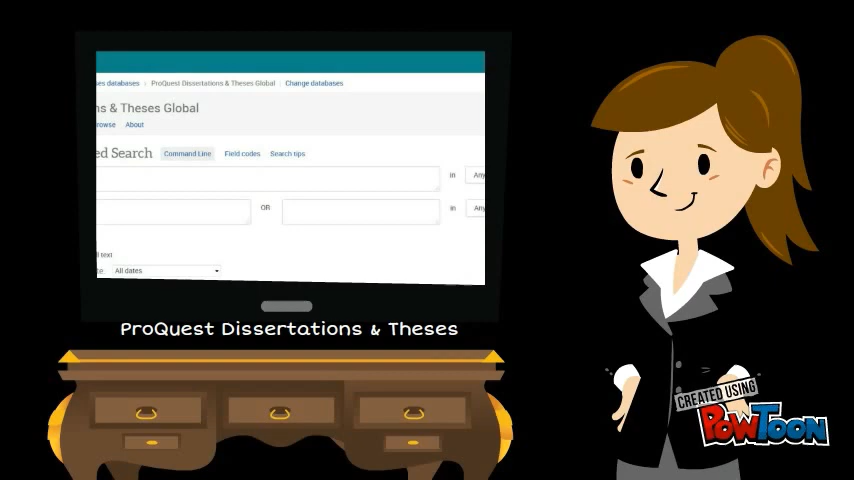 ses databases ProQuest Dissertations & Theses Global Change databases
ns & Theses Global
rowse About
ed Search Command Line Field codes Search tips
in Any
OR in Any
l text
te: All dates
ProQuest Dissertations & Theses
CREATED USING
POWTOON